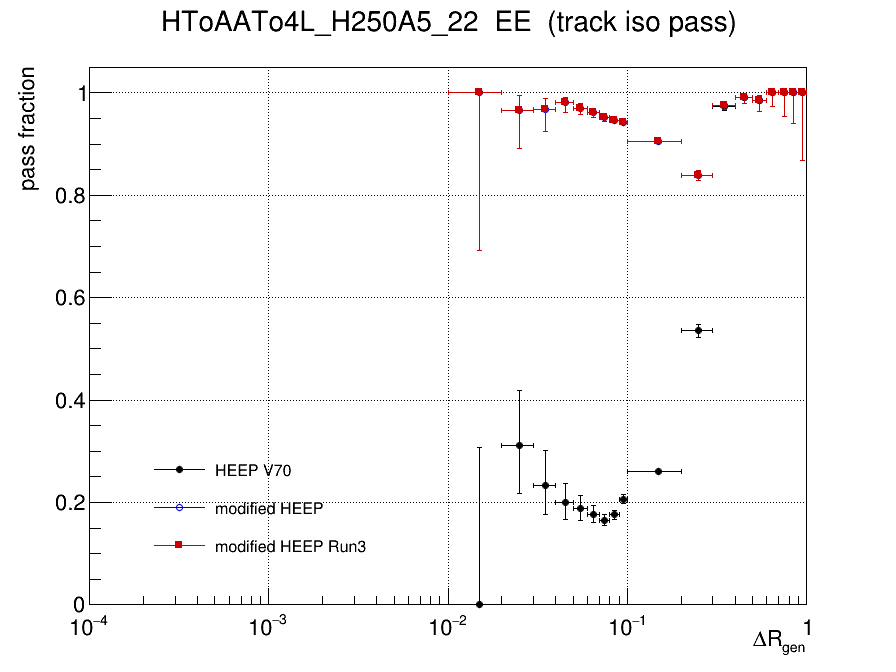 HToAATo4L_H250A5_22 EE (track iso pass)
pass fraction
1
0.8
0.6
0.4
0.2
0
HEEP V70
modified HEEP
modified HEEP Run3
10⁻⁴
10⁻³
10⁻²
10⁻¹
1
ΔR_gen